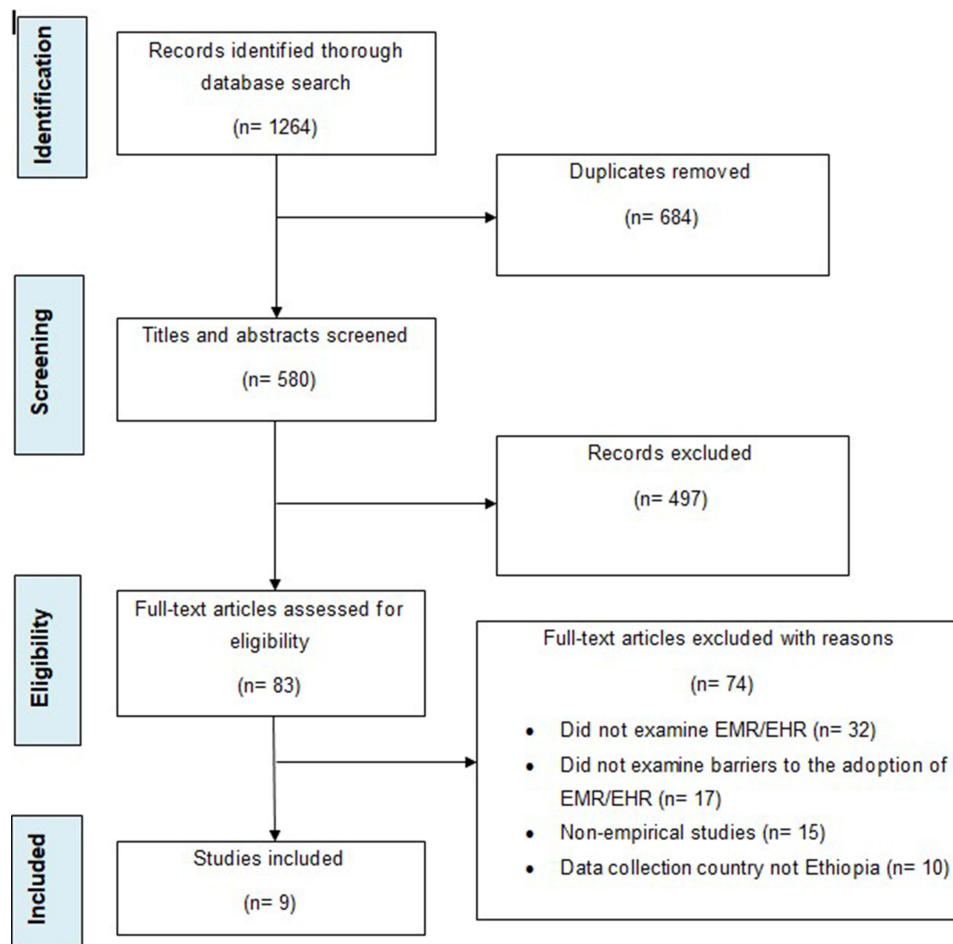 Identification
Records identified thorough
database search
(n= 1264)
Duplicates removed
(n= 684)
Screening
Titles and abstracts screened
(n= 580)
Records excluded
(n= 497)
Eligibility
Full-text articles assessed for
eligibility
(n= 83)
Full-text articles excluded with reasons
(n= 74)
• Did not examine EMR/EHR (n= 32)
• Did not examine barriers to the adoption of
EMR/EHR (n= 17)
• Non-empirical studies (n= 15)
• Data collection country not Ethiopia (n= 10)
Included
Studies included
(n= 9)